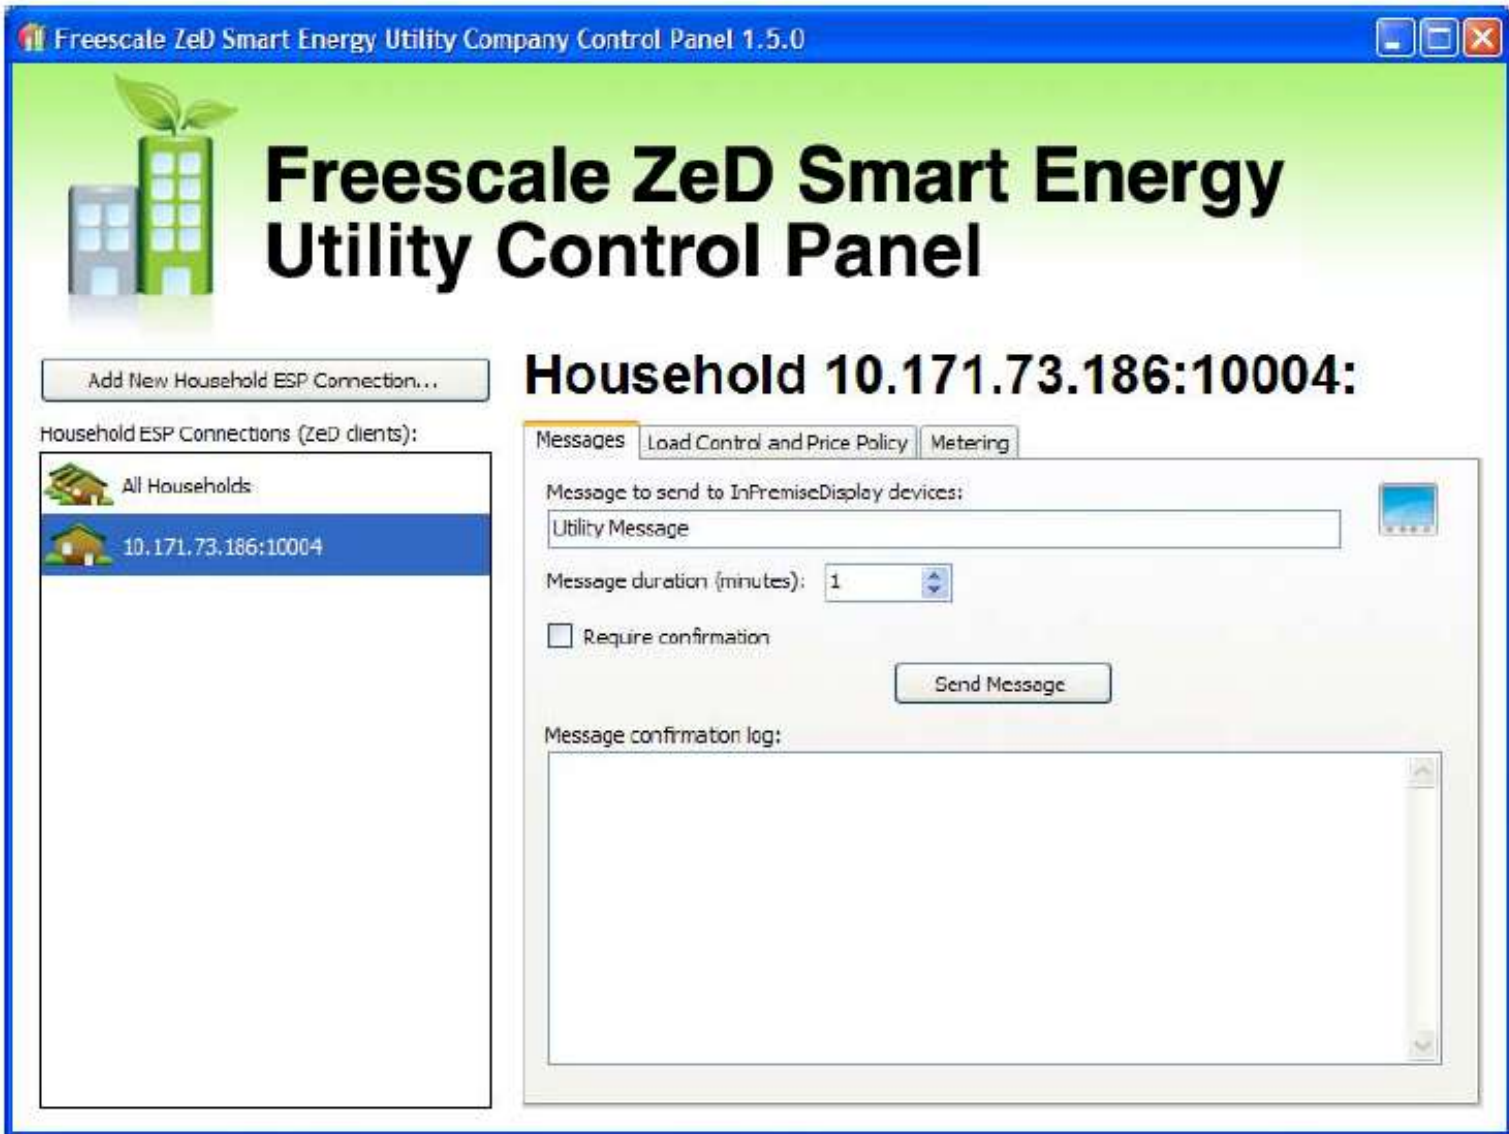 Freescale ZeD Smart Energy Utility Company Control Panel 1.5.0
Freescale ZeD Smart Energy
Utility Control Panel
Add New Household ESP Connection...
Household ESP Connections (ZeD clients):
All Households
10.171.73.186:10004
Household 10.171.73.186:10004:
Messages
Load Control and Price Policy
Metering
Message to send to InPremiseDisplay devices:
Utility Message
Message duration (minutes):
1
Require confirmation
Send Message
Message confirmation log: